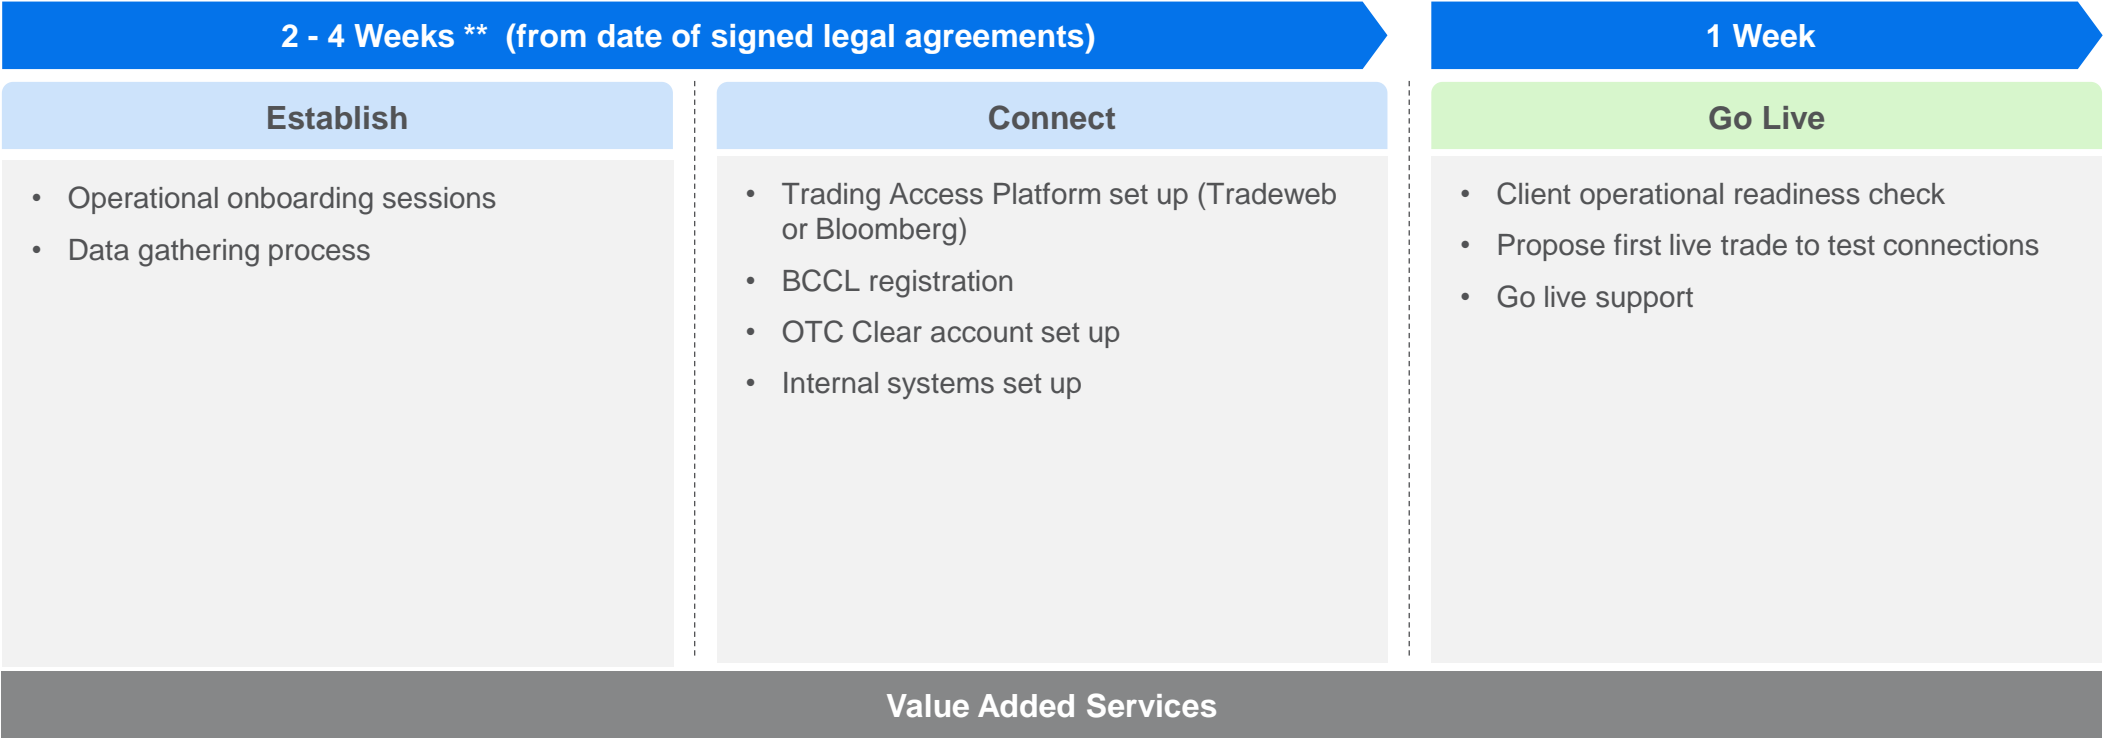 2 - 4 Weeks ** (from date of signed legal agreements)
1 Week
Establish
• Operational onboarding sessions
• Data gathering process
Connect
• Trading Access Platform set up (Tradeweb
or Bloomberg)
• BCCL registration
• OTC Clear account set up
• Internal systems set up
Go Live
• Client operational readiness check
• Propose first live trade to test connections
• Go live support
Value Added Services